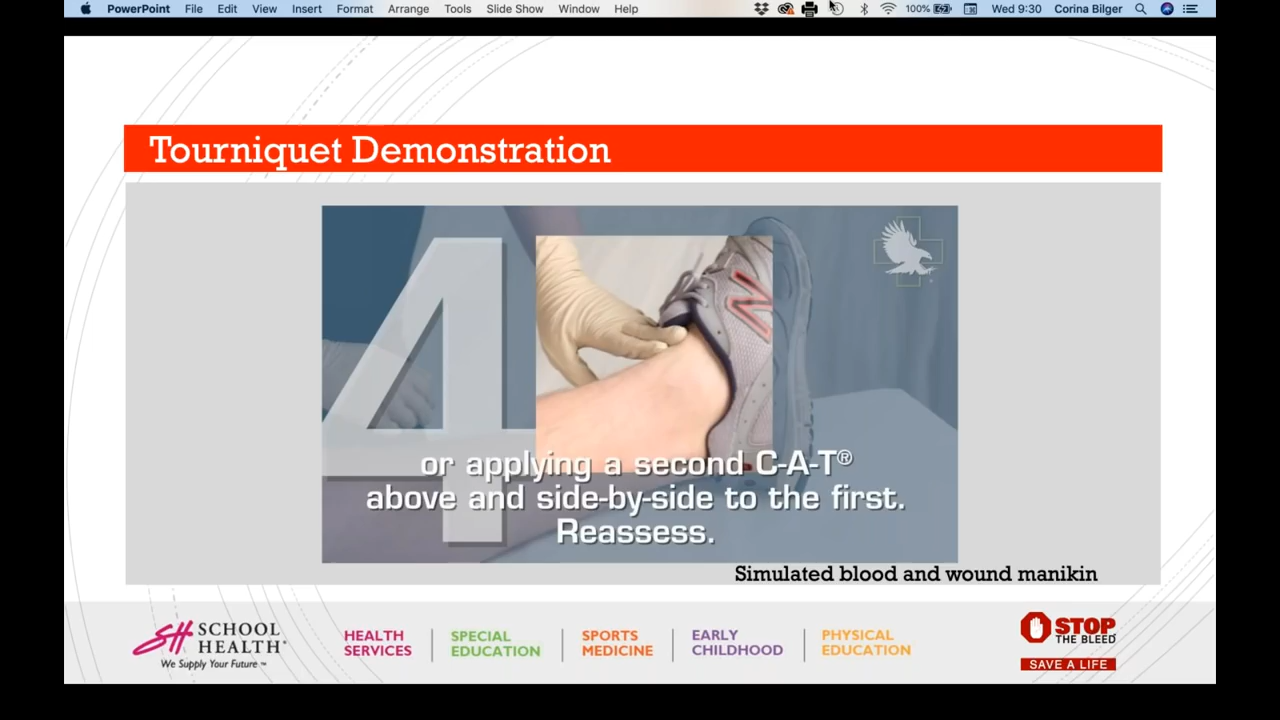 PowerPoint File Edit View Insert Format Arrange Tools Slide Show Window Help 100% Wed 9:30 Corina Bilger
Tourniquet Demonstration
4
N
or applying a second C-A-T®
above and side-by-side to the first.
Reassess.
Simulated blood and wound manikin
SH SCHOOL HEALTH®
We Supply Your Future™
HEALTH SERVICES
SPECIAL EDUCATION
SPORTS MEDICINE
EARLY CHILDHOOD
PHYSICAL EDUCATION
STOP
THE BLEED
SAVE A LIFE